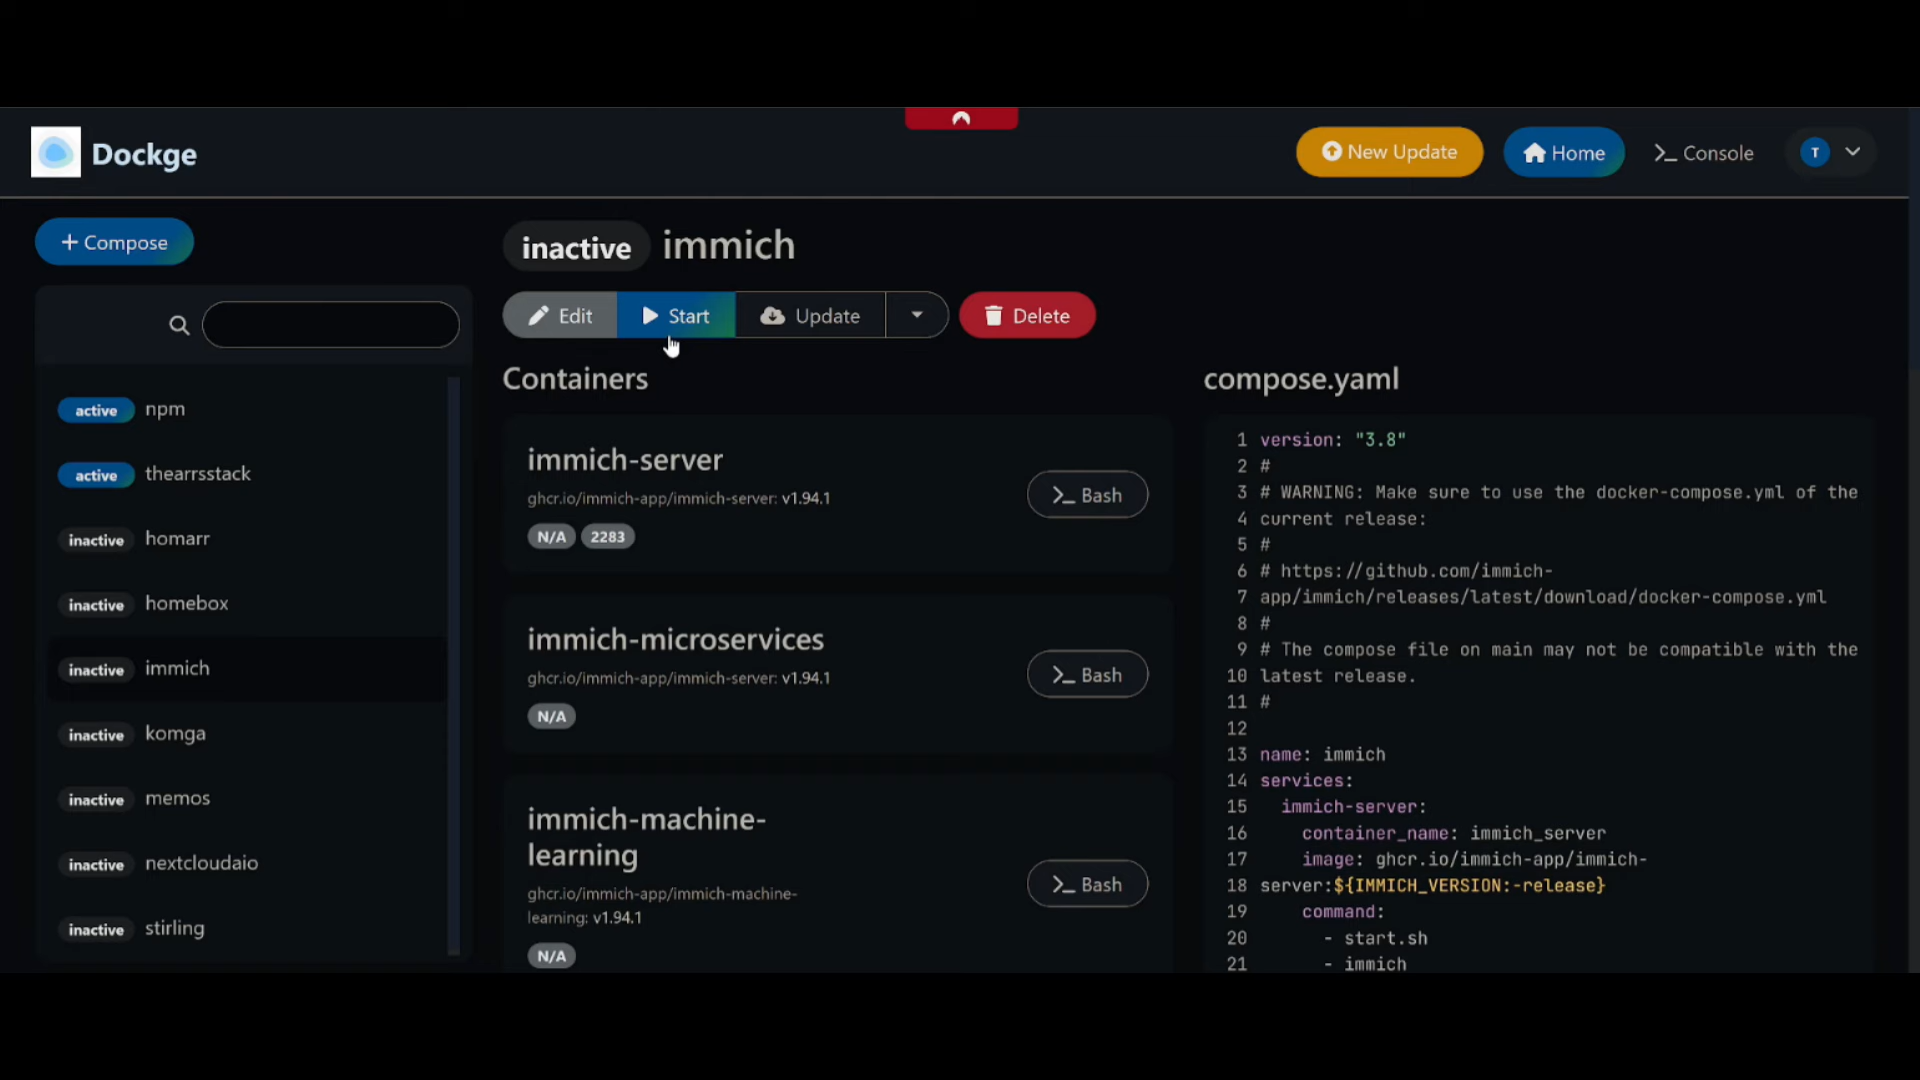 Dockge
New Update
Home
>_ Console
T
+ Compose
active npm
active thearrsstack
inactive homarr
inactive homebox
inactive immich
inactive komga
inactive memos
inactive nextcloudaio
inactive stirling
inactive immich
Edit
Start
Update
Delete
Containers
immich-server
ghcr.io/immich-app/immich-server: v1.94.1
N/A 2283
>_ Bash
immich-microservices
ghcr.io/immich-app/immich-server: v1.94.1
N/A
>_ Bash
immich-machine-
learning
ghcr.io/immich-app/immich-machine-
learning: v1.94.1
N/A
>_ Bash
compose.yaml
1 version: "3.8"
2 #
3 # WARNING: Make sure to use the docker-compose.yml of the
4 current release:
5 #
6 # https://github.com/immich-
7 app/immich/releases/latest/download/docker-compose.yml
8 #
9 # The compose file on main may not be compatible with the
10 latest release.
11 #
12
13 name: immich
14 services:
15 immich-server:
16 container_name: immich_server
17 image: ghcr.io/immich-app/immich-
18 server:${IMMICH_VERSION:-release}
19 command:
20 - start.sh
21 - immich